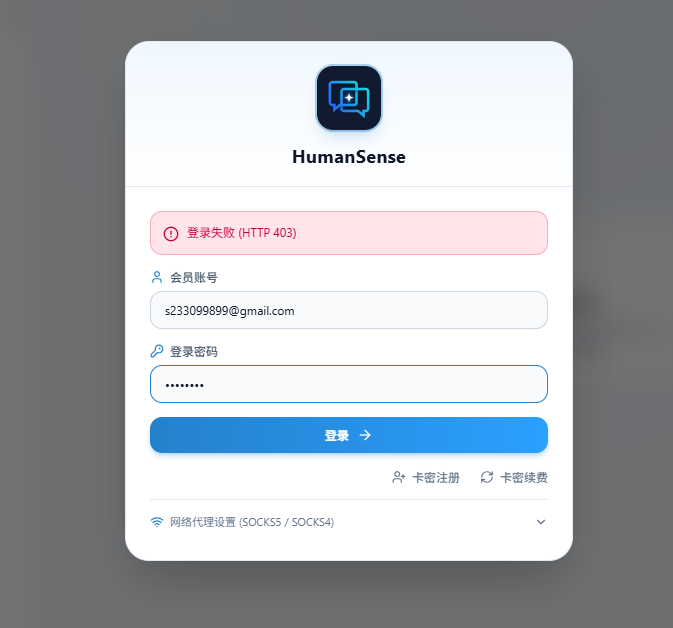 HumanSense
登录失败 (HTTP 403)
会员账号
s233099899@gmail.com
登录密码
••••••••
登录 →
卡密注册 卡密续费
网络代理设置 (SOCKS5 / SOCKS4)